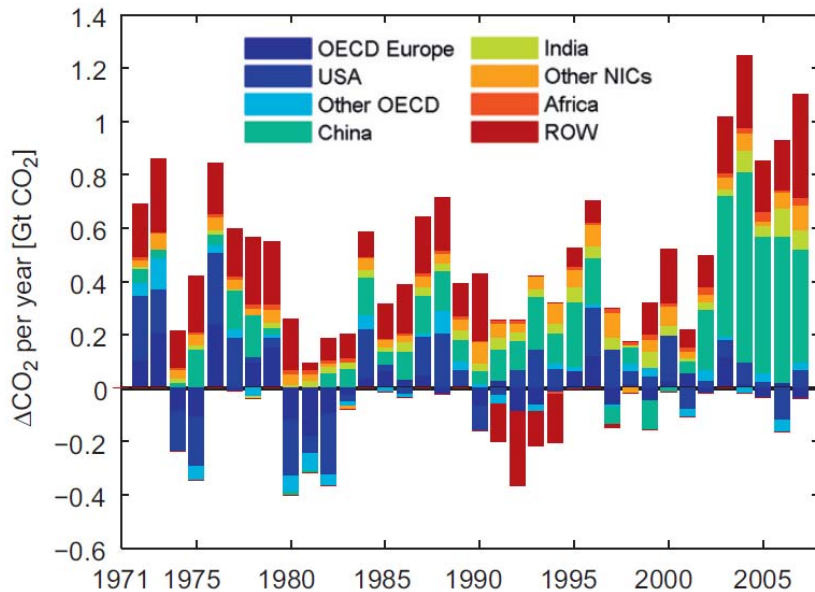 1.4
1.2
1
0.8
0.6
0.4
0.2
0
−0.2
−0.4
−0.6
ΔCO₂ per year [Gt CO₂]
OECD Europe
USA
Other OECD
China
India
Other NICs
Africa
ROW
1971 1975 1980 1985 1990 1995 2000 2005